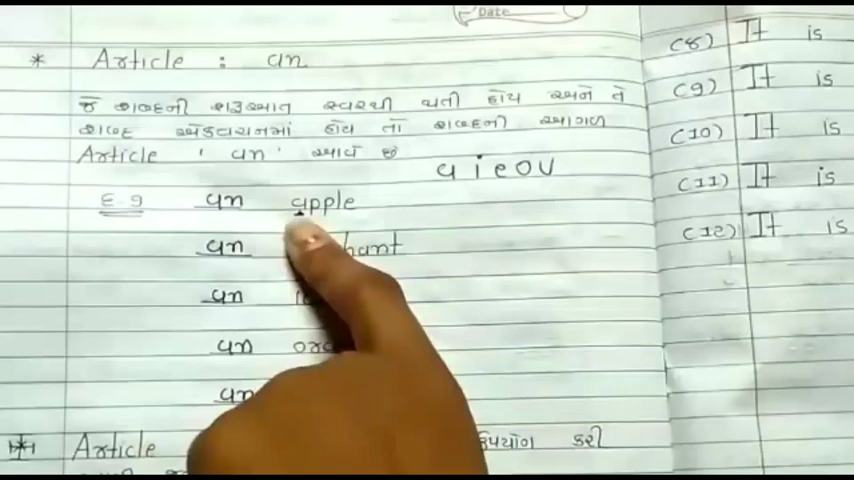 Date
* Article : an
જે શબ્દની શરૂઆત સ્વરથી થતી હોય અને તે
શબ્દ એકવચનમાં હોય તો શબ્દની આગળ
Article 'an' આવે છે
a i e o u
E.g an apple
an hant
an
an ora
an
* Article ઉપયોગ કરી
(8) It is
(9) It is
(10) It is
(11) It is
(12) It is